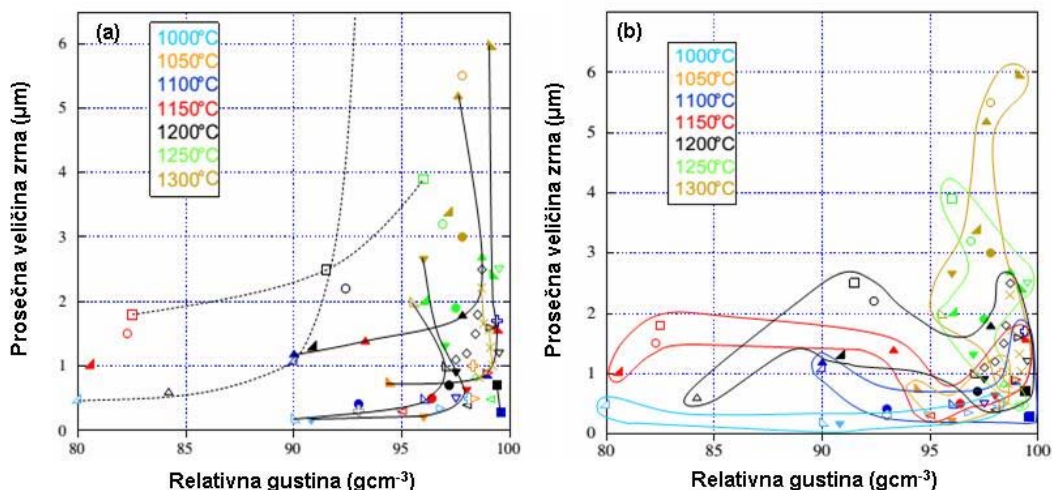 (a)
1000°C
1050°C
1100°C
1150°C
1200°C
1250°C
1300°C
Prosečna veličina zrna (μm)
6
5
4
3
2
1
0
80
85
90
95
100
Relativna gustina (gcm-3)
(b)
1000°C
1050°C
1100°C
1150°C
1200°C
1250°C
1300°C
Prosečna veličina zrna (μm)
6
5
4
3
2
1
0
80
85
90
95
100
Relativna gustina (gcm-3)